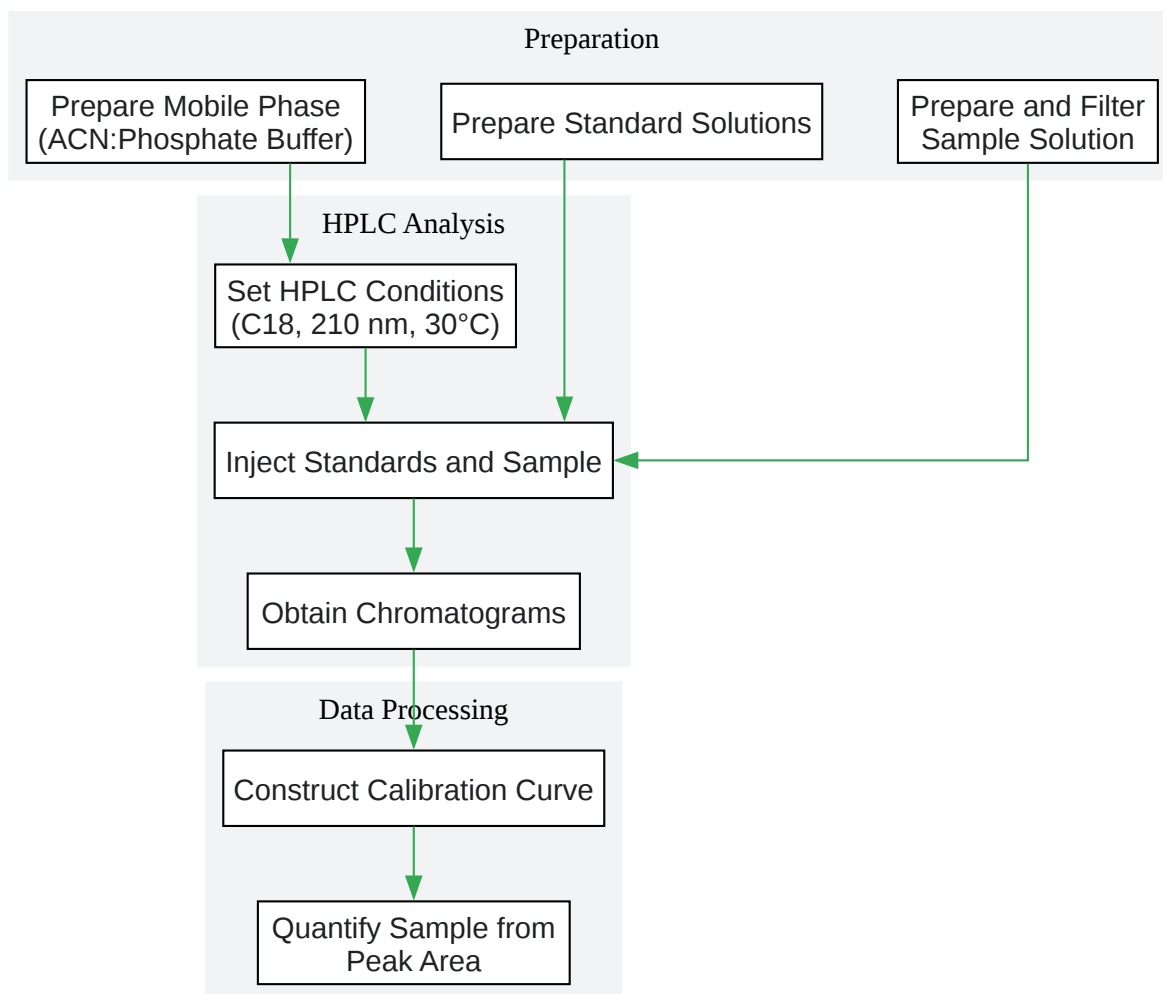 Preparation
Prepare Mobile Phase
(ACN:Phosphate Buffer)
Prepare Standard Solutions
Prepare and Filter
Sample Solution
HPLC Analysis
Set HPLC Conditions
(C18, 210 nm, 30°C)
Inject Standards and Sample
Obtain Chromatograms
Data Processing
Construct Calibration Curve
Quantify Sample from
Peak Area